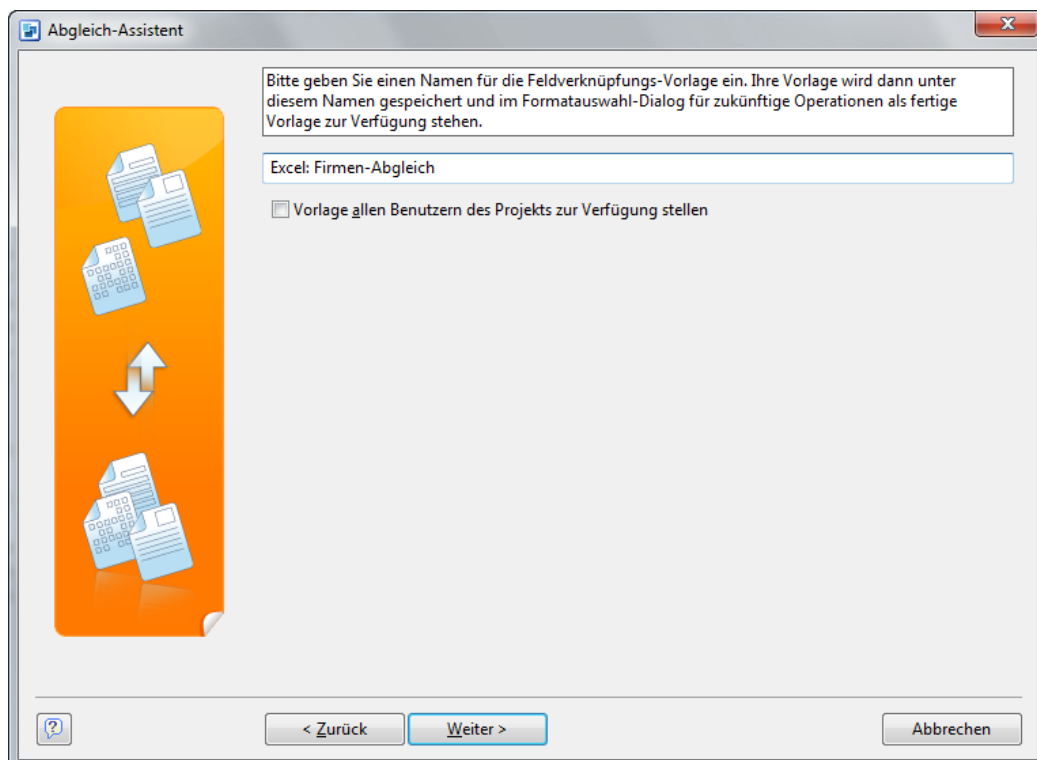 Abgleich-Assistent
Bitte geben Sie einen Namen für die Feldverknüpfungs-Vorlage ein. Ihre Vorlage wird dann unter
diesem Namen gespeichert und im Formatauswahl-Dialog für zukünftige Operationen als fertige
Vorlage zur Verfügung stehen.
Excel: Firmen-Abgleich
Vorlage allen Benutzern des Projekts zur Verfügung stellen
< Zurück
Weiter >
Abbrechen